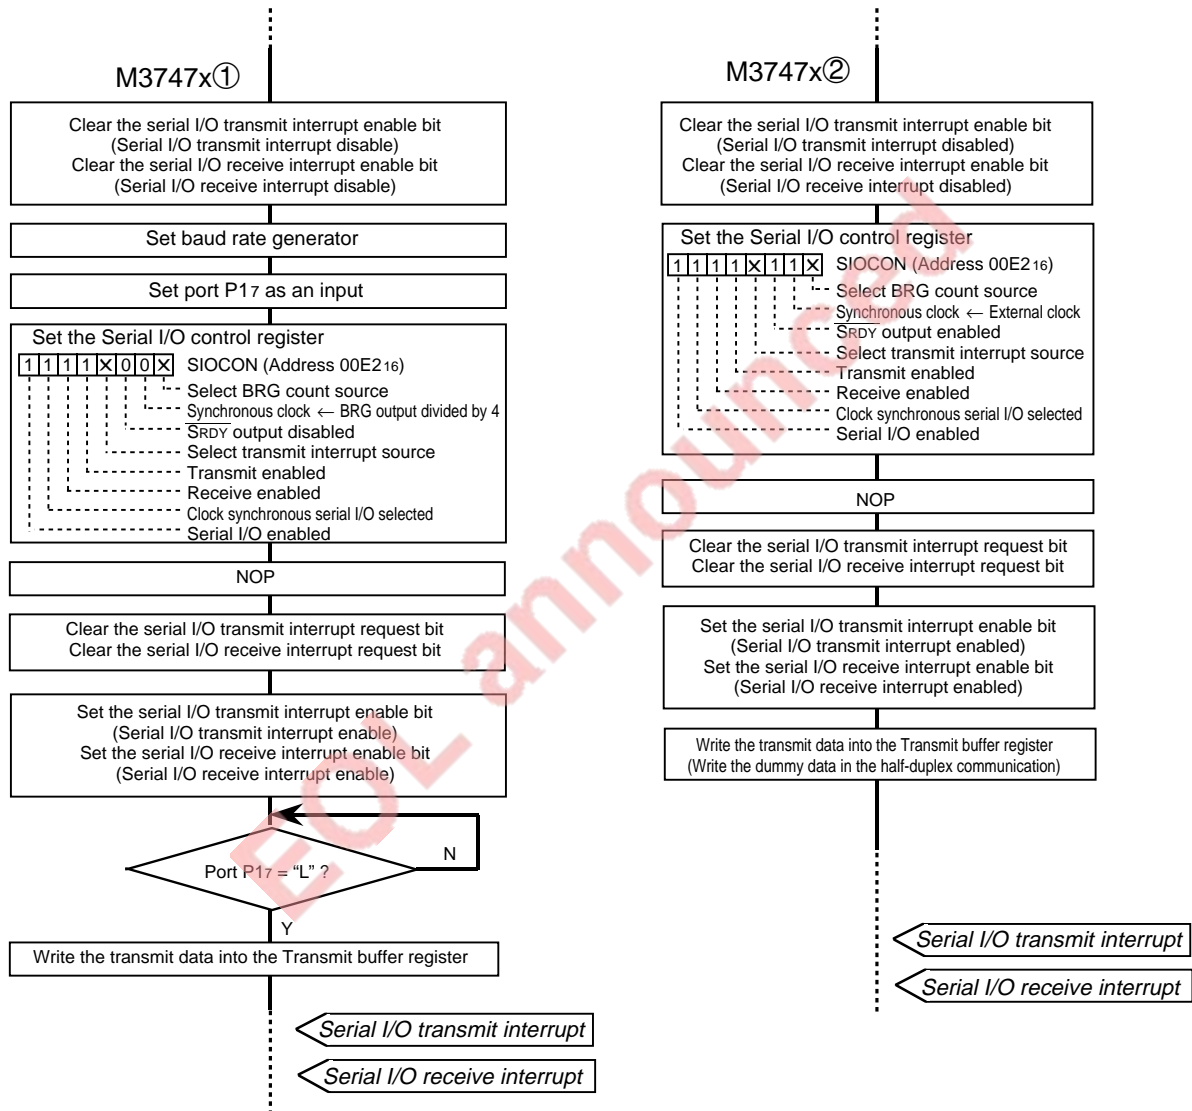 M3747x①
Clear the serial I/O transmit interrupt enable bit
(Serial I/O transmit interrupt disable)
Clear the serial I/O receive interrupt enable bit
(Serial I/O receive interrupt disable)
Set baud rate generator
Set port P17 as an input
Set the Serial I/O control register
1 1 1 1 X 0 0 X SIOCON (Address 00E216)
Select BRG count source
Synchronous clock ← BRG output divided by 4
SRDY output disabled
Select transmit interrupt source
Transmit enabled
Receive enabled
Clock synchronous serial I/O selected
Serial I/O enabled
NOP
Clear the serial I/O transmit interrupt request bit
Clear the serial I/O receive interrupt request bit
Set the serial I/O transmit interrupt enable bit
(Serial I/O transmit interrupt enable)
Set the serial I/O receive interrupt enable bit
(Serial I/O receive interrupt enable)
Port P17 = “L” ?
N
Y
Write the transmit data into the Transmit buffer register
Serial I/O transmit interrupt
Serial I/O receive interrupt
M3747x②
Clear the serial I/O transmit interrupt enable bit
(Serial I/O transmit interrupt disabled)
Clear the serial I/O receive interrupt enable bit
(Serial I/O receive interrupt disabled)
Set the Serial I/O control register
1 1 1 1 X 1 1 X SIOCON (Address 00E216)
Select BRG count source
Synchronous clock ← External clock
SRDY output enabled
Select transmit interrupt source
Transmit enabled
Receive enabled
Clock synchronous serial I/O selected
Serial I/O enabled
NOP
Clear the serial I/O transmit interrupt request bit
Clear the serial I/O receive interrupt request bit
Set the serial I/O transmit interrupt enable bit
(Serial I/O transmit interrupt enabled)
Set the serial I/O receive interrupt enable bit
(Serial I/O receive interrupt enabled)
Write the transmit data into the Transmit buffer register
(Write the dummy data in the half-duplex communication)
Serial I/O transmit interrupt
Serial I/O receive interrupt
EOL announced